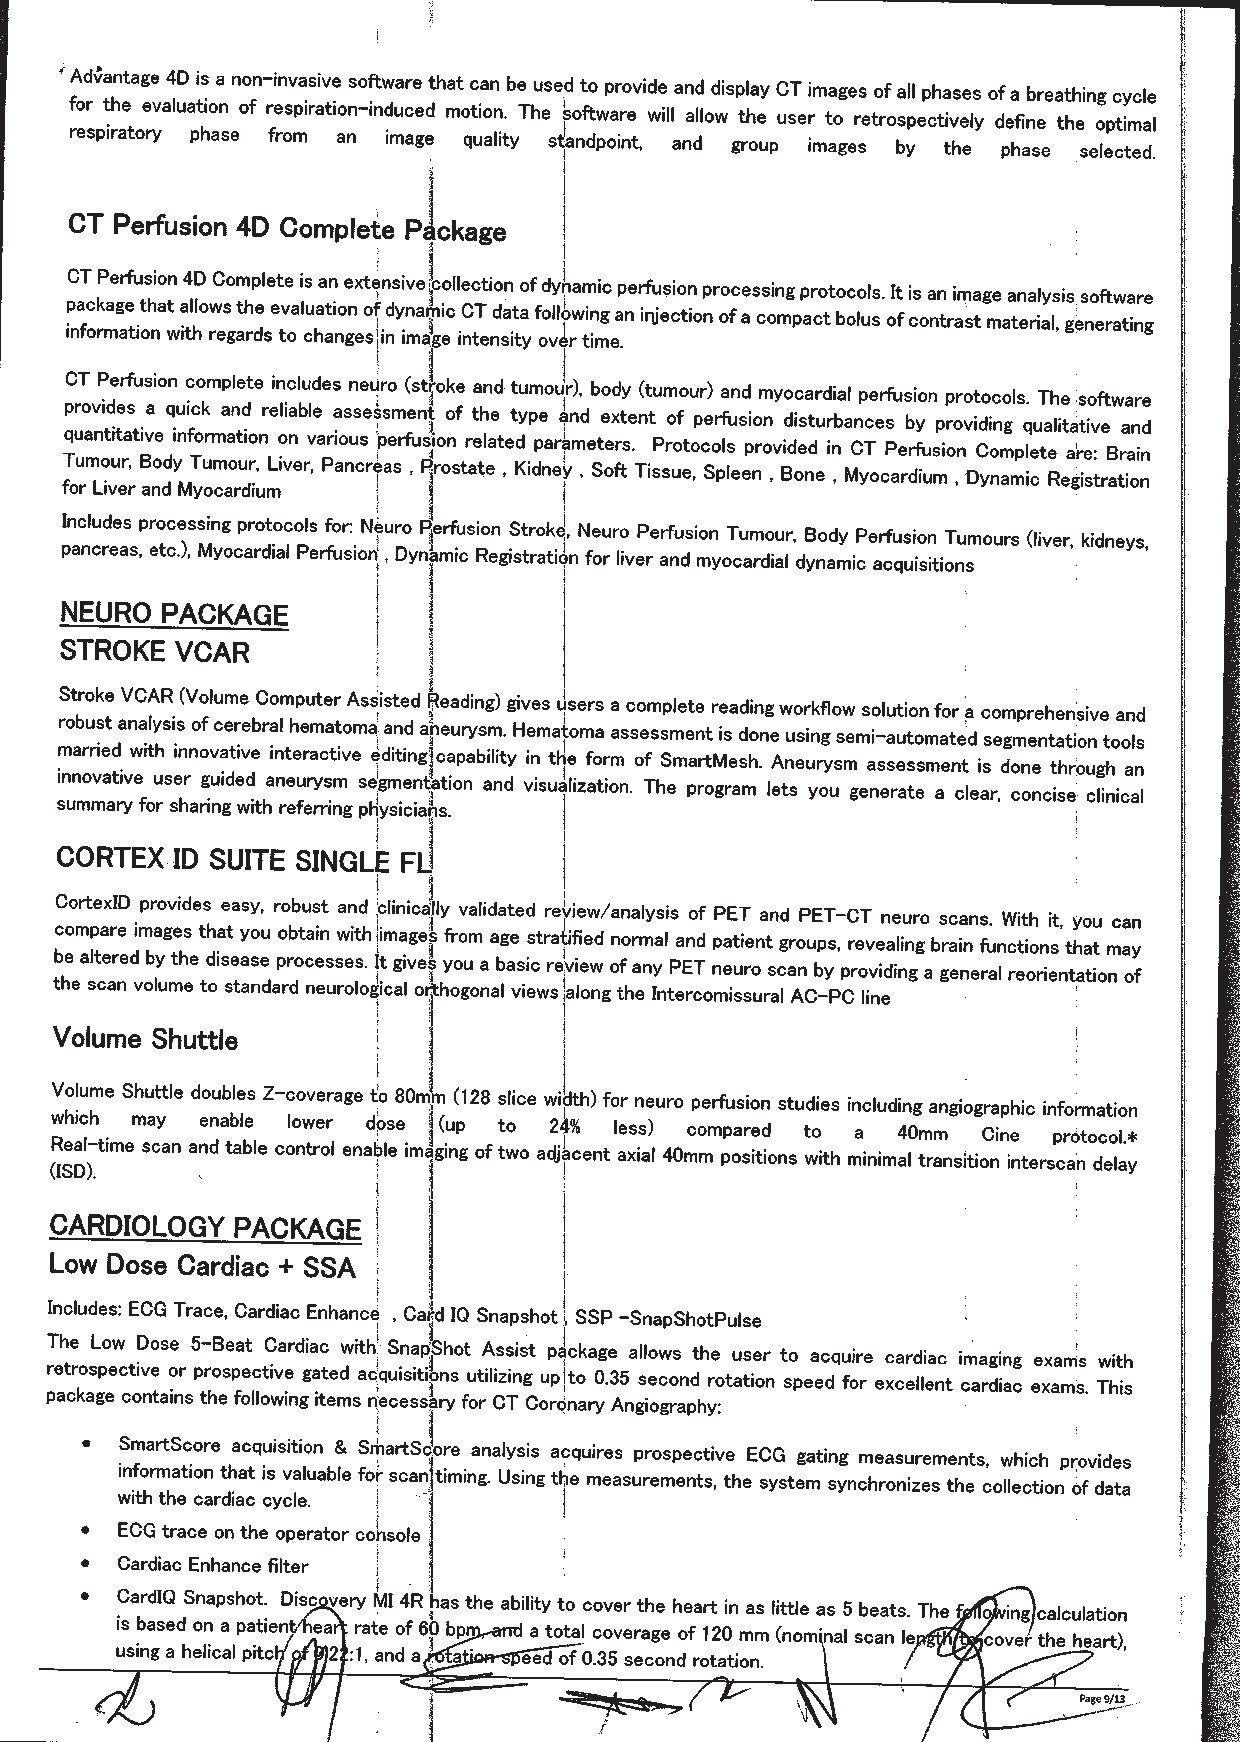 Advantage 4D is a non-invasive software that can be used to provide and display CT images of all phases of a breathing cycle
for the evaluation of respiration-induced motion. The software will allow the user to retrospectively define the optimal
respiratory phase from an image quality standpoint, and group images by the phase selected.
CT Perfusion 4D Complete Package
CT Perfusion 4D Complete is an extensive collection of dynamic perfusion processing protocols. It is an image analysis software
package that allows the evaluation of dynamic CT data following an injection of a compact bolus of contrast material, generating
information with regards to changes in image intensity over time.
CT Perfusion complete includes neuro (stroke and tumour), body (tumour) and myocardial perfusion protocols. The software
provides a quick and reliable assessment of the type and extent of perfusion disturbances by providing qualitative and
quantitative information on various perfusion related parameters. Protocols provided in CT Perfusion Complete are: Brain
Tumour, Body Tumour, Liver, Pancreas , Prostate , Kidney , Soft Tissue, Spleen , Bone , Myocardium , Dynamic Registration
for Liver and Myocardium
Includes processing protocols for: Neuro Perfusion Stroke, Neuro Perfusion Tumour, Body Perfusion Tumours (liver, kidneys,
pancreas, etc.), Myocardial Perfusion , Dynamic Registration for liver and myocardial dynamic acquisitions
NEURO PACKAGE
STROKE VCAR
Stroke VCAR (Volume Computer Assisted Reading) gives users a complete reading workflow solution for a comprehensive and
robust analysis of cerebral hematoma and aneurysm. Hematoma assessment is done using semi-automated segmentation tools
married with innovative interactive editing capability in the form of SmartMesh. Aneurysm assessment is done through an
innovative user guided aneurysm segmentation and visualization. The program lets you generate a clear, concise clinical
summary for sharing with referring physicians.
CORTEX ID SUITE SINGLE FL
CortexID provides easy, robust and clinically validated review/analysis of PET and PET-CT neuro scans. With it, you can
compare images that you obtain with images from age stratified normal and patient groups, revealing brain functions that may
be altered by the disease processes. It gives you a basic review of any PET neuro scan by providing a general reorientation of
the scan volume to standard neurological orthogonal views along the Intercomissural AC-PC line
Volume Shuttle
Volume Shuttle doubles Z-coverage to 80mm (128 slice width) for neuro perfusion studies including angiographic information
which may enable lower dose (up to 24% less) compared to a 40mm Cine protocol.*
Real-time scan and table control enable imaging of two adjacent axial 40mm positions with minimal transition interscan delay
(ISD).
CARDIOLOGY PACKAGE
Low Dose Cardiac + SSA
Includes: ECG Trace, Cardiac Enhance , Card IQ Snapshot , SSP -SnapShotPulse
The Low Dose 5-Beat Cardiac with SnapShot Assist package allows the user to acquire cardiac imaging exams with
retrospective or prospective gated acquisitions utilizing up to 0.35 second rotation speed for excellent cardiac exams. This
package contains the following items necessary for CT Coronary Angiography:
• SmartScore acquisition & SmartScore analysis acquires prospective ECG gating measurements, which provides
information that is valuable for scan timing. Using the measurements, the system synchronizes the collection of data
with the cardiac cycle.
• ECG trace on the operator console
• Cardiac Enhance filter
• CardIQ Snapshot. Discovery MI 4R has the ability to cover the heart in as little as 5 beats. The following calculation
is based on a patient heart rate of 60 bpm, and a total coverage of 120 mm (nominal scan length to cover the heart),
using a helical pitch of 0.22:1, and a rotation speed of 0.35 second rotation.
Page 9/13